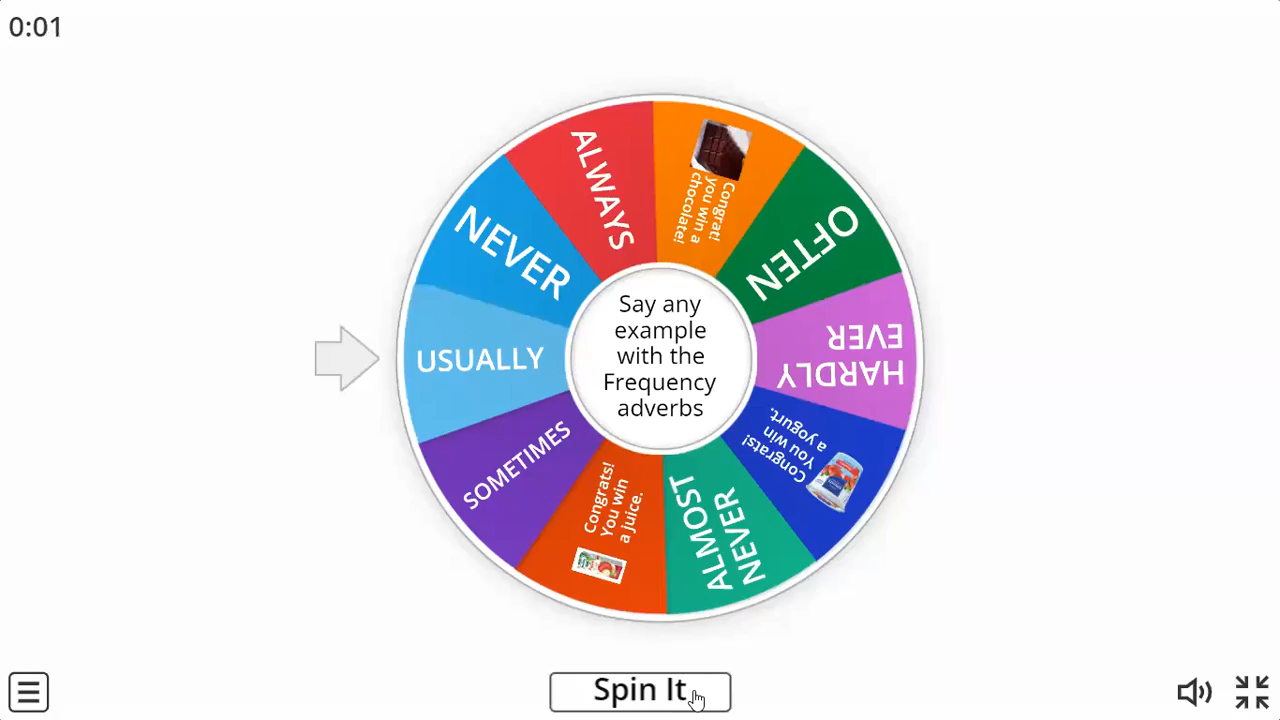 0:01
ALWAYS
Congrat!
you win a
chocolate!
OFTEN
HARDLY
EVER
Congrats!
You win
a yogurt.
ALMOST
NEVER
Congrats!
You win
a juice.
SOMETIMES
USUALLY
NEVER
Say any
example
with the
Frequency
adverbs
Spin It